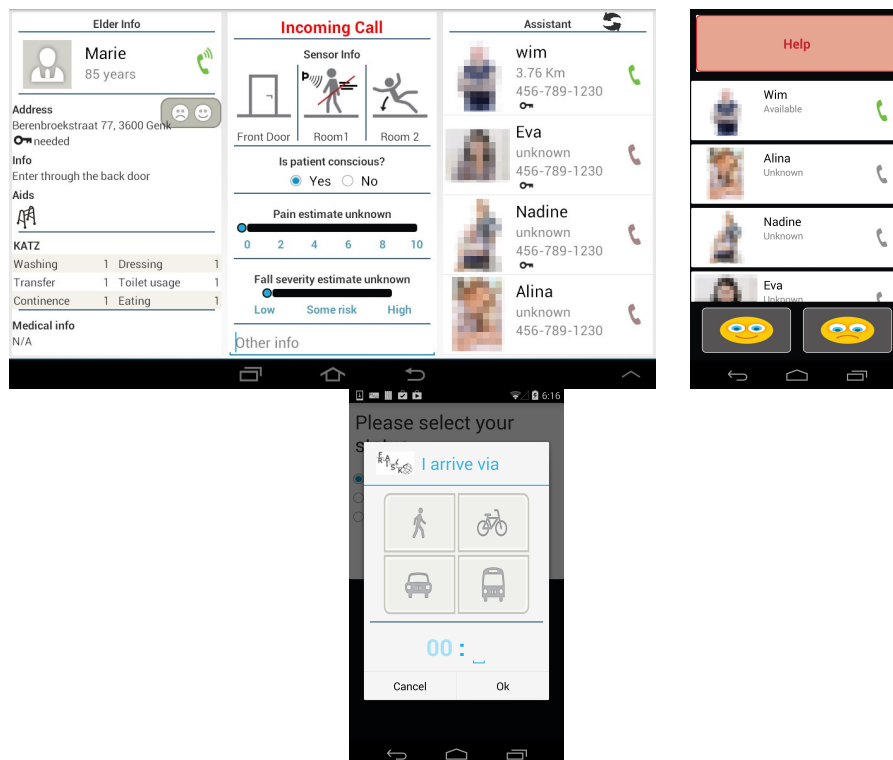 Elder Info
Marie
85 years
Address
Berenbroekstraat 77, 3600 Genk
needed
Info
Enter through the back door
Aids
KATZ
Washing 1 Dressing 1
Transfer 1 Toilet usage 1
Continence 1 Eating 1
Medical info
N/A
Incoming Call
Sensor Info
Front Door Room1 Room 2
Is patient conscious?
Yes No
Pain estimate unknown
0 2 4 6 8 10
Fall severity estimate unknown
Low Some risk High
Other info
Assistant
wim
3.76 Km
456-789-1230
Eva
unknown
456-789-1230
Nadine
unknown
456-789-1230
Alina
unknown
456-789-1230
Help
Wim
Available
Alina
Unknown
Nadine
Unknown
Eva
Unknown
6:16
Please select your
I arrive via
00 :
Cancel Ok